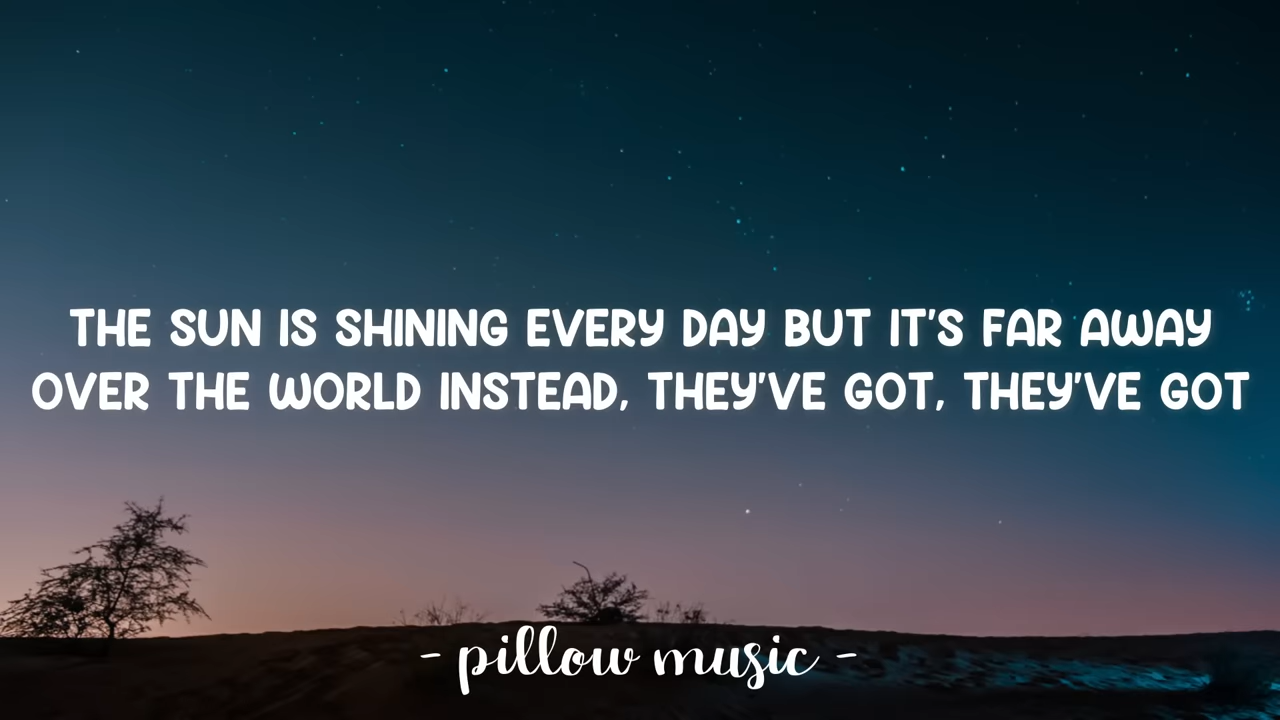 THE SUN IS SHINING EVERY DAY BUT IT'S FAR AWAY
OVER THE WORLD INSTEAD, THEY'VE GOT, THEY'VE GOT
- pillow music -